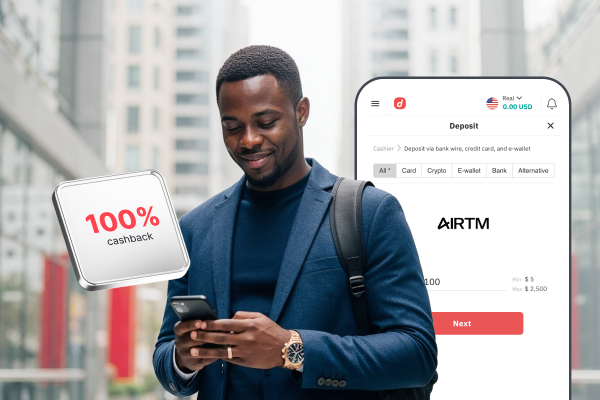 100%
cashback
d
Real
0.00 USD
Deposit
Cashier > Deposit via bank wire, credit card, and e-wallet
All *
Card
Crypto
E-wallet
Bank
Alternative
AIRTM
100
Min $ 5
Max $ 2,500
Next